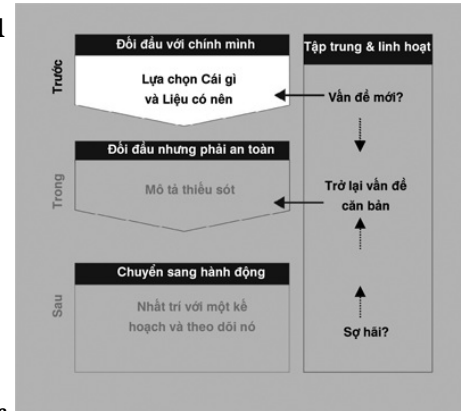 Đối đầu với chính mình
Tập trung & linh hoạt
Trước
Lựa chọn Cái gì
và Liệu có nên
Vấn đề mới?
Đối đầu nhưng phải an toàn
Trong
Mô tả thiếu sót
Trở lại vấn đề
căn bản
Chuyển sang hành động
Sau
Nhất trí với một kế
hoạch và theo dõi nó
Sợ hãi?